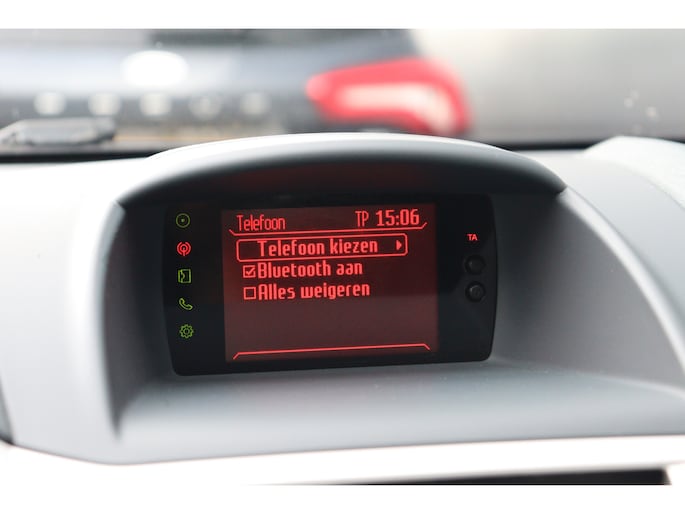 Telefoon TP 15:06
Telefoon kiezen
Bluetooth aan
Alles weigeren
TA